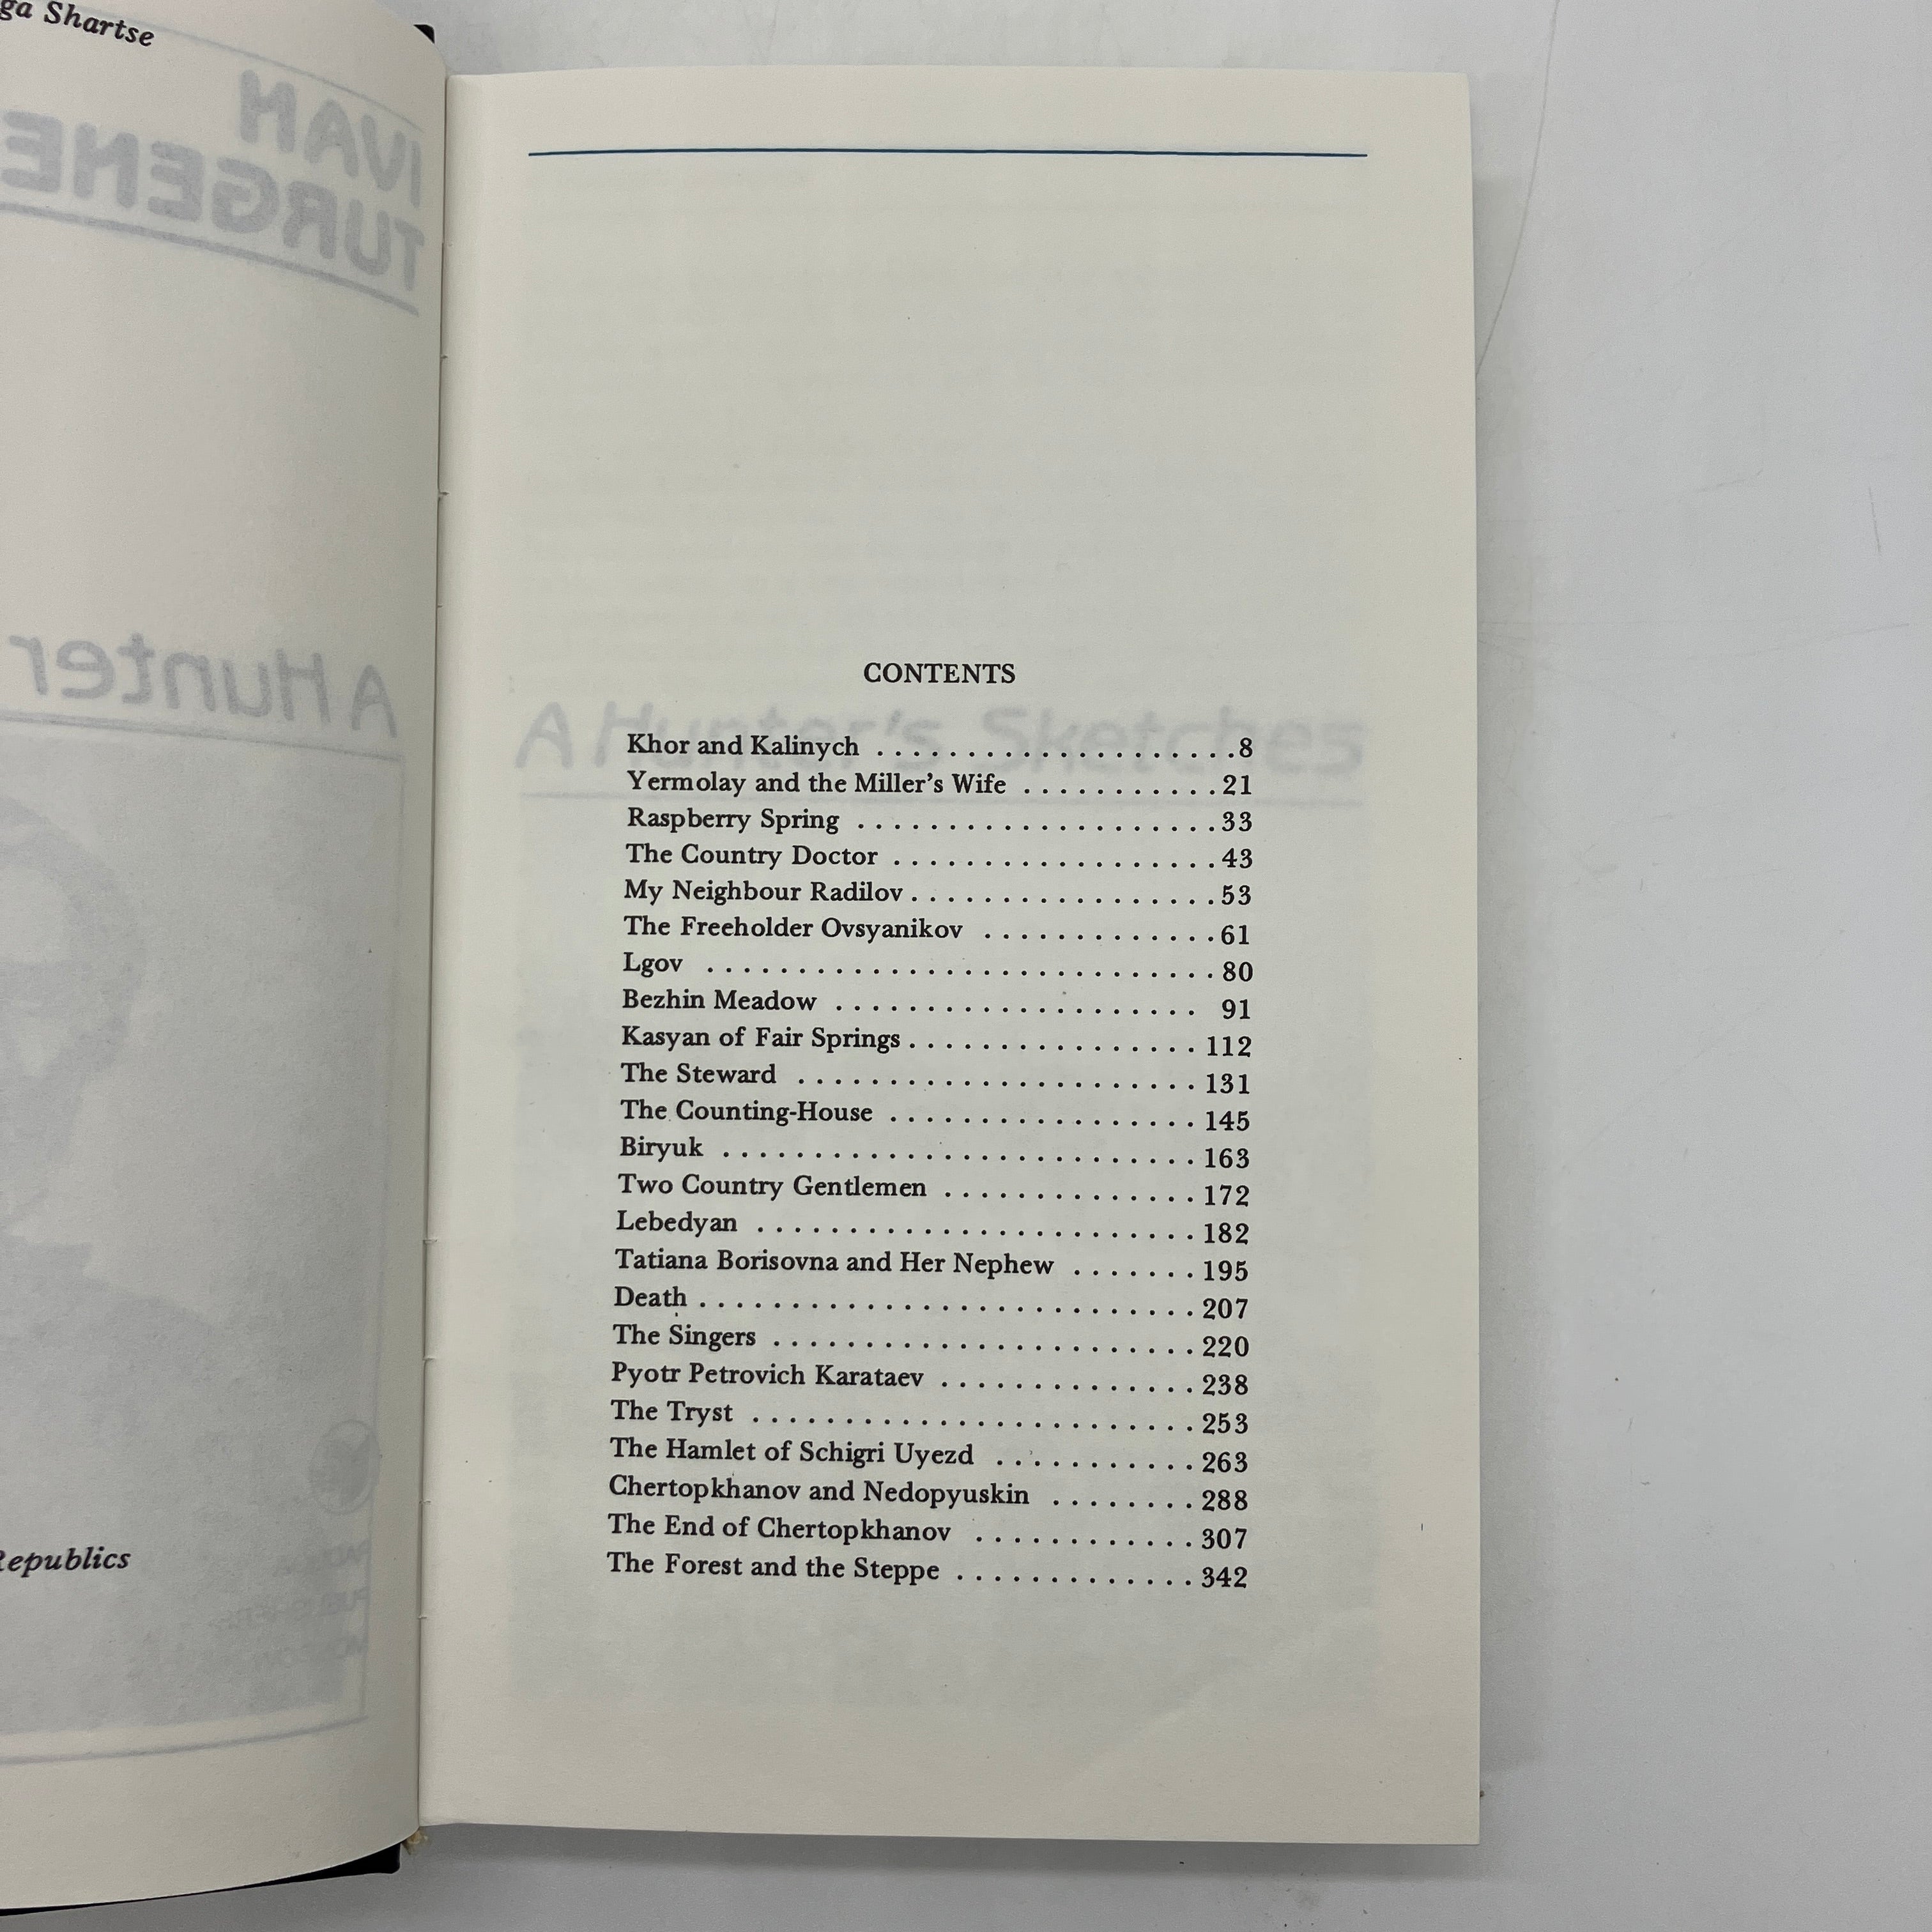 Shartse
IVAN
A Hunter
Republics
CONTENTS
A Hunter's Sketches
Khor and Kalinych . . . . . . . . . . . . . . . . . . . . 8
Yermolay and the Miller's Wife . . . . . . . . . . . 21
Raspberry Spring . . . . . . . . . . . . . . . . . . . . 33
The Country Doctor . . . . . . . . . . . . . . . . . . 43
My Neighbour Radilov . . . . . . . . . . . . . . . . . 53
The Freeholder Ovsyanikov . . . . . . . . . . . . . 61
Lgov . . . . . . . . . . . . . . . . . . . . . . . . . . . . 80
Bezhin Meadow . . . . . . . . . . . . . . . . . . . . 91
Kasyan of Fair Springs . . . . . . . . . . . . . . . . 112
The Steward . . . . . . . . . . . . . . . . . . . . . . 131
The Counting-House . . . . . . . . . . . . . . . . . 145
Biryuk . . . . . . . . . . . . . . . . . . . . . . . . . . 163
Two Country Gentlemen . . . . . . . . . . . . . . 172
Lebedyan . . . . . . . . . . . . . . . . . . . . . . . . 182
Tatiana Borisovna and Her Nephew . . . . . . . 195
Death . . . . . . . . . . . . . . . . . . . . . . . . . . . 207
The Singers . . . . . . . . . . . . . . . . . . . . . . . 220
Pyotr Petrovich Karataev . . . . . . . . . . . . . . 238
The Tryst . . . . . . . . . . . . . . . . . . . . . . . . 253
The Hamlet of Schigri Uyezd . . . . . . . . . . . 263
Chertopkhanov and Nedopyuskin . . . . . . . . 288
The End of Chertopkhanov . . . . . . . . . . . . 307
The Forest and the Steppe . . . . . . . . . . . . . 342